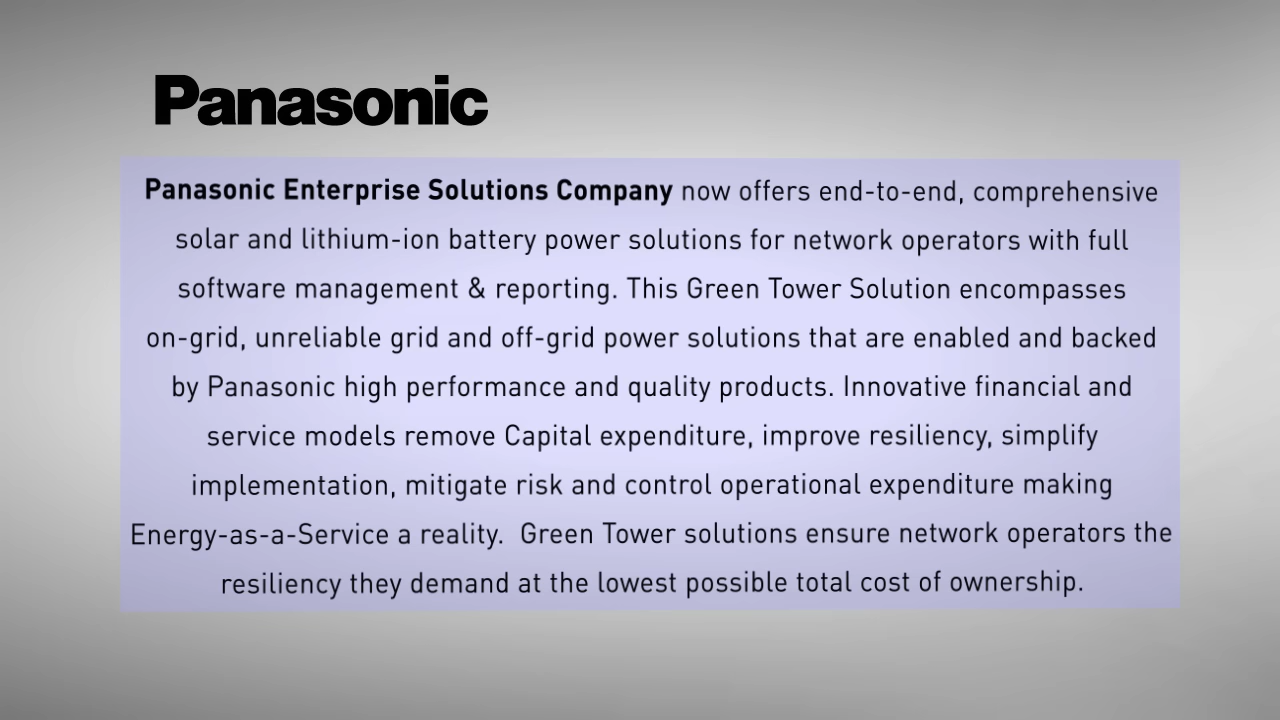 Panasonic
Panasonic Enterprise Solutions Company now offers end-to-end, comprehensive
solar and lithium-ion battery power solutions for network operators with full
software management & reporting. This Green Tower Solution encompasses
on-grid, unreliable grid and off-grid power solutions that are enabled and backed
by Panasonic high performance and quality products. Innovative financial and
service models remove Capital expenditure, improve resiliency, simplify
implementation, mitigate risk and control operational expenditure making
Energy-as-a-Service a reality.  Green Tower solutions ensure network operators the
resiliency they demand at the lowest possible total cost of ownership.